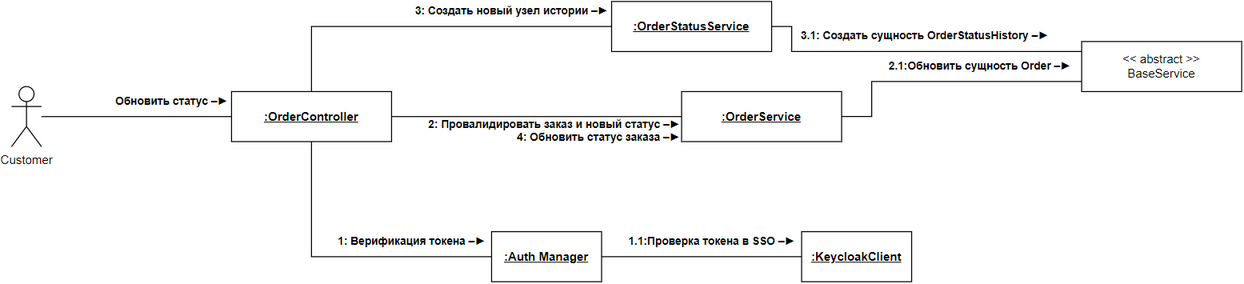 3: Создать новый узел истории
:OrderStatusService
3.1: Создать сущность OrderStatusHistory
<< abstract >>
BaseService
2.1:Обновить сущность Order
Обновить статус
:OrderController
:OrderService
2: Провалидировать заказ и новый статус
4: Обновить статус заказа
Customer
1: Верификация токена
:Auth Manager
1.1:Проверка токена в SSO
:KeycloakClient